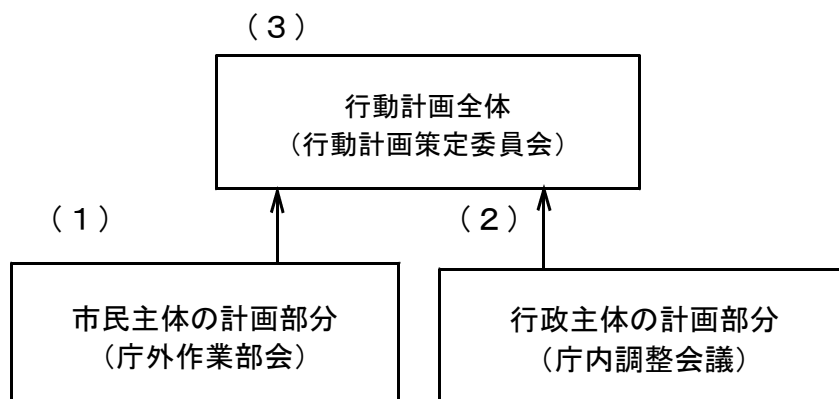 （３）
行動計画全体
（行動計画策定委員会）
（１）
（２）
市民主体の計画部分
（庁外作業部会）
行政主体の計画部分
（庁内調整会議）